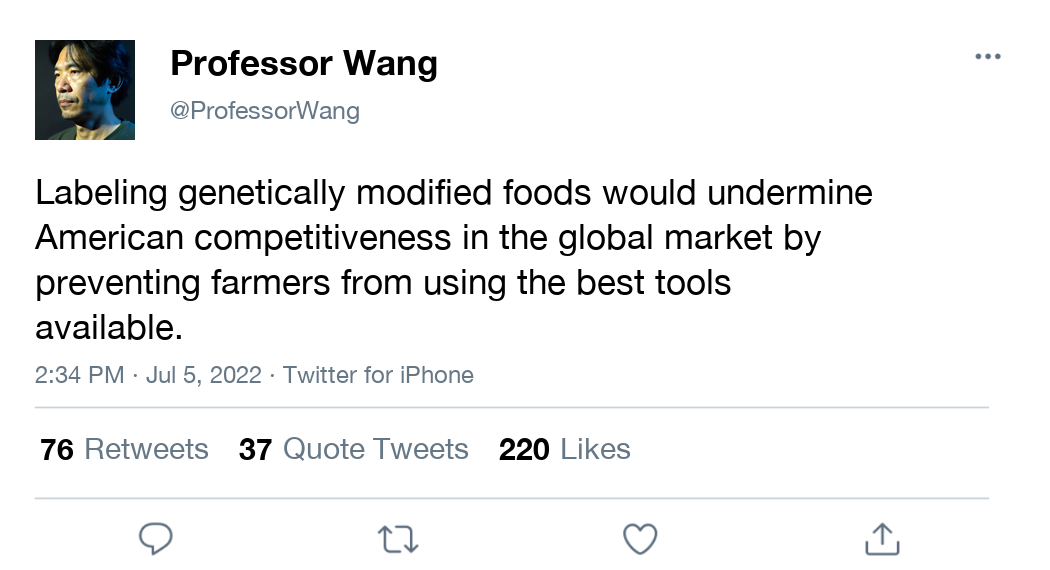 Professor Wang
@ProfessorWang
Labeling genetically modified foods would undermine
American competitiveness in the global market by
preventing farmers from using the best tools
available.
2:34 PM · Jul 5, 2022 · Twitter for iPhone
76 Retweets 37 Quote Tweets 220 Likes